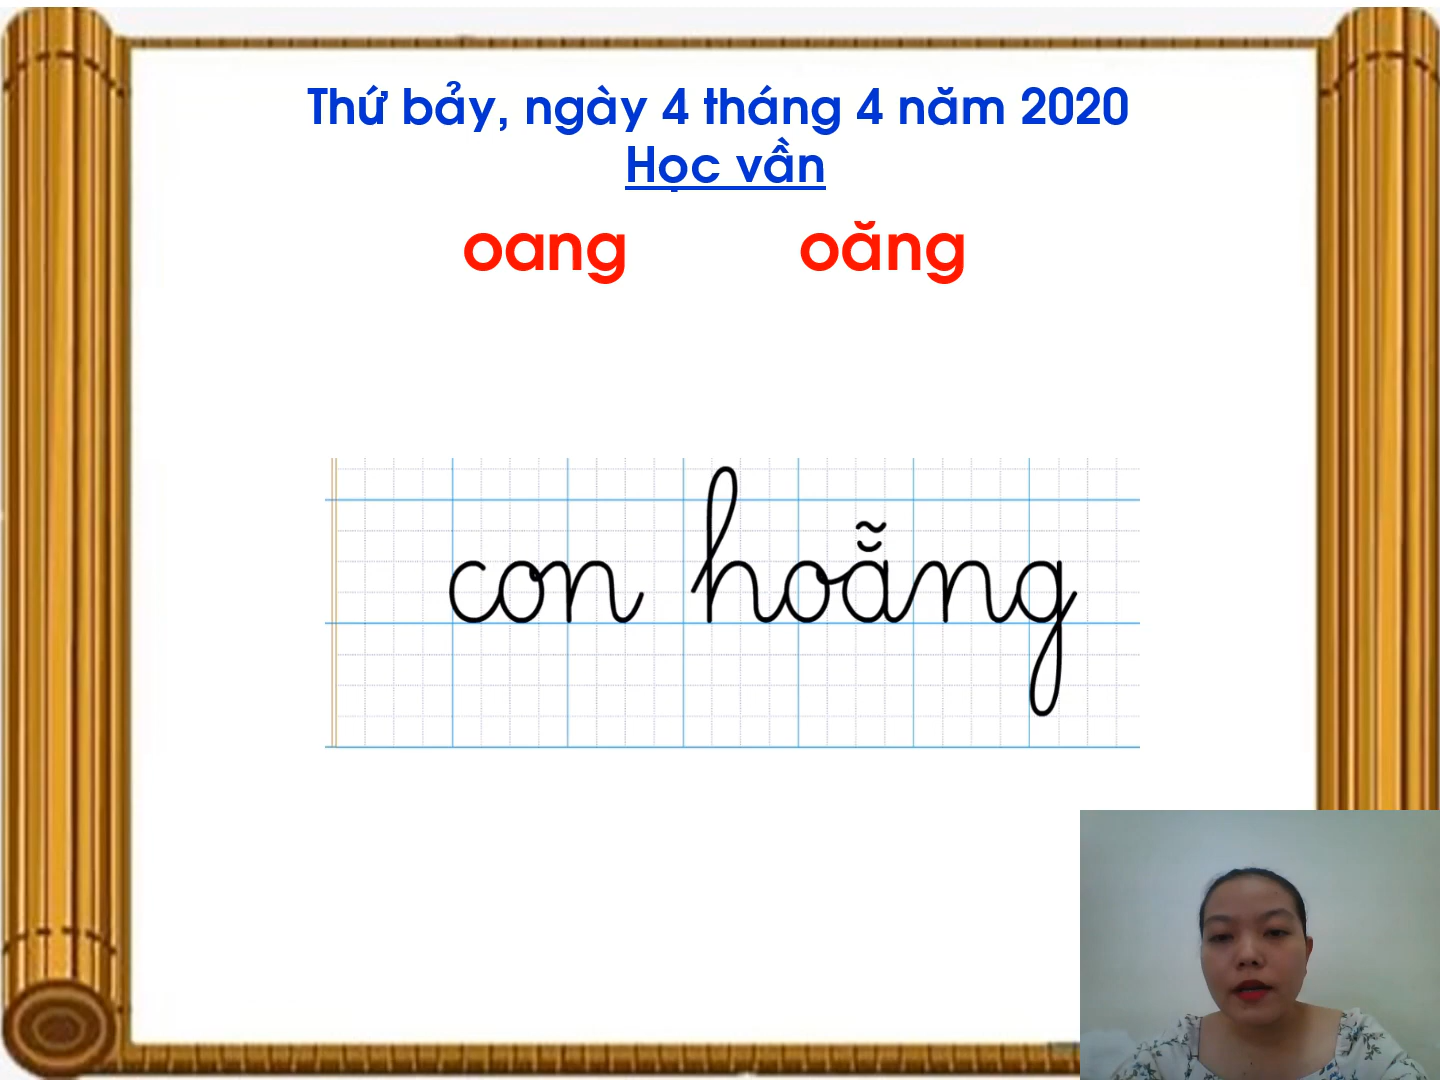 Thứ bảy, ngày 4 tháng 4 năm 2020
Học vần
oang oăng
con hoẵng